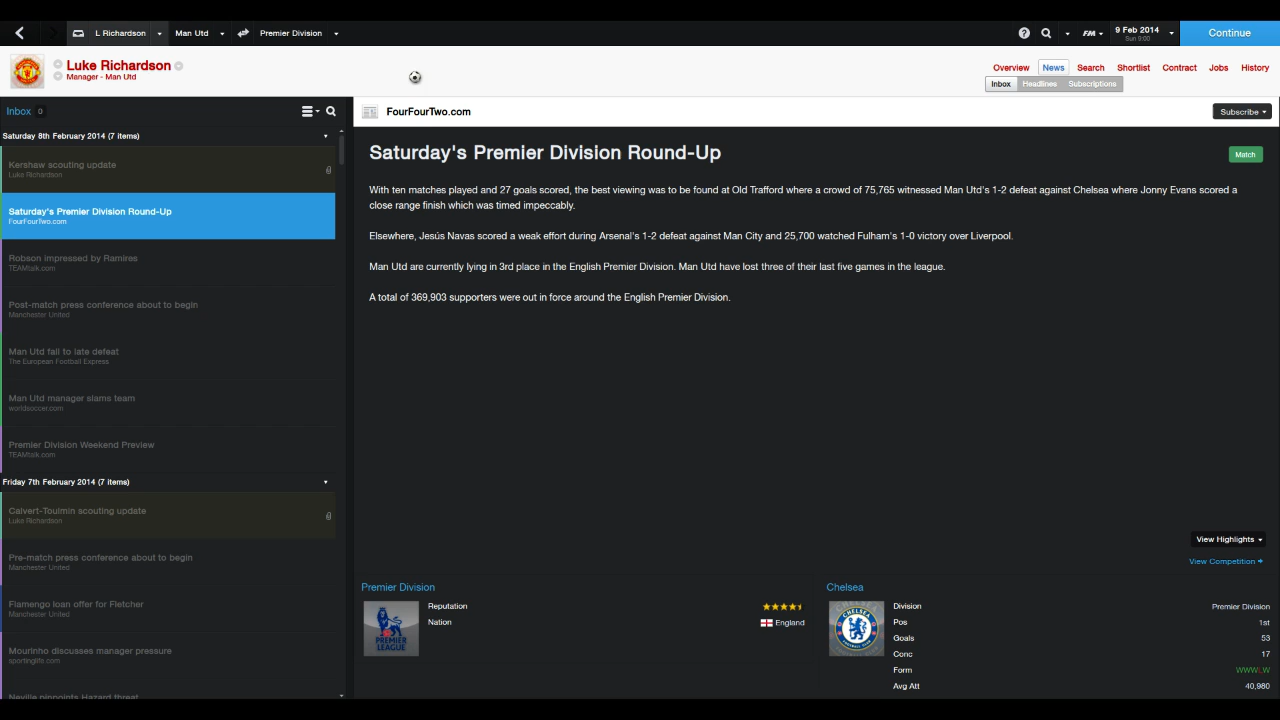 L Richardson
Man Utd
Premier Division
FM
9 Feb 2014
Sun 9:00
Continue
Luke Richardson
Manager - Man Utd
Overview
News
Search
Shortlist
Contract
Jobs
History
Inbox
Headlines
Subscriptions
Inbox 0
FourFourTwo.com
Subscribe
Saturday 8th February 2014 (7 items)
Kershaw scouting update
Luke Richardson
Saturday's Premier Division Round-Up
FourFourTwo.com
Robson impressed by Ramires
TEAMtalk.com
Post-match press conference about to begin
Manchester United
Man Utd fall to late defeat
The European Football Express
Man Utd manager slams team
worldsoccer.com
Premier Division Weekend Preview
TEAMtalk.com
Friday 7th February 2014 (7 items)
Calvert-Toulmin scouting update
Luke Richardson
Pre-match press conference about to begin
Manchester United
Flamengo loan offer for Fletcher
Manchester United
Mourinho discusses manager pressure
sportinglife.com
Neville pinpoints Hazard threat
Saturday's Premier Division Round-Up
Match
With ten matches played and 27 goals scored, the best viewing was to be found at Old Trafford where a crowd of 75,765 witnessed Man Utd's 1-2 defeat against Chelsea where Jonny Evans scored a
close range finish which was timed impeccably.
Elsewhere, Jesús Navas scored a weak effort during Arsenal's 1-2 defeat against Man City and 25,700 watched Fulham's 1-0 victory over Liverpool.
Man Utd are currently lying in 3rd place in the English Premier Division. Man Utd have lost three of their last five games in the league.
A total of 369,903 supporters were out in force around the English Premier Division.
View Highlights
View Competition
Premier Division
PREMIER
LEAGUE
Reputation
Nation England
Chelsea
CHELSEA
Division Premier Division
Pos 1st
Goals 53
Conc 17
Form WWWLW
Avg Att 40,980